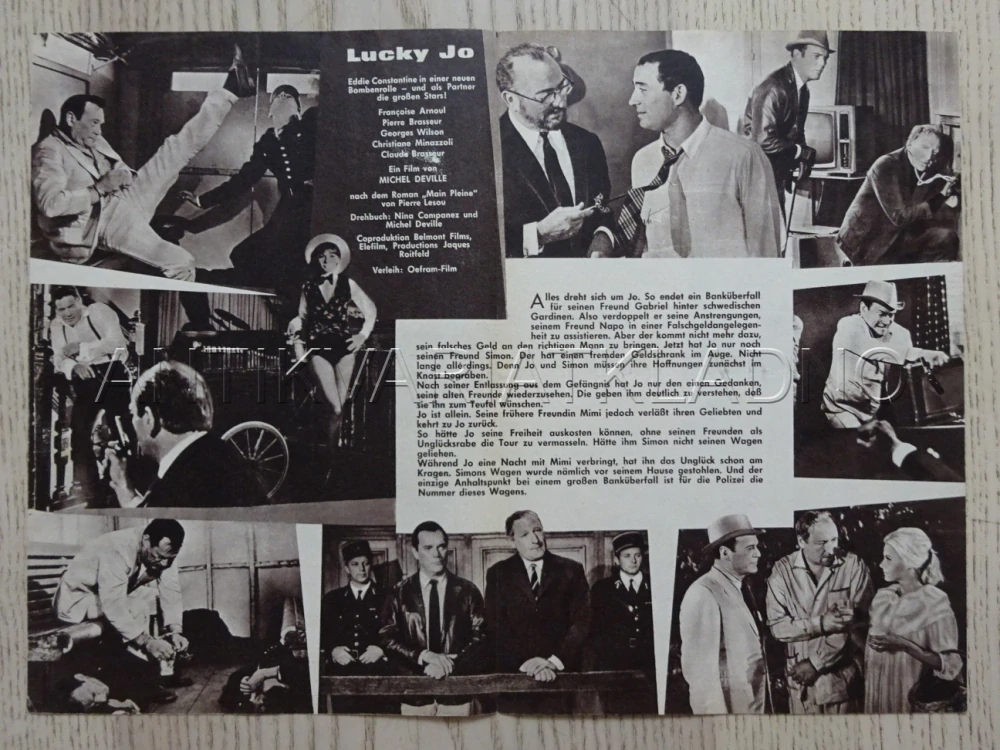 Lucky Jo
Eddie Constantine in einer neuen
Bombenrolle – und als Partner
die großen Stars!
Françoise Arnoul
Pierre Brasseur
Georges Wilson
Christiane Minazzoli
Claude Brasseur
Ein Film von
MICHEL DEVILLE
nach dem Roman „Main Pleine"
von Pierre Lesou
Drehbuch: Nina Companez und
Michel Deville
Coproduktion Belmont Films,
Elefilm, Productions Jaques
Roitfeld
Verleih: Oefram-Film
Alles dreht sich um Jo. So endet ein Banküberfall
für seinen Freund Gabriel hinter schwedischen
Gardinen. Also verdoppelt er seine Anstrengungen,
seinem Freund Napo in einer Falschgeldangelegen-
heit zu assistieren. Aber der kommt nicht mehr dazu,
sein falsches Geld an den richtigen Mann zu bringen. Jetzt hat Jo nur noch
seinen Freund Simon. Der hat einen fremden Geldschrank im Auge. Nicht
lange allerdings. Denn Jo und Simon müssen ihre Hoffnungen zunächst im
Knast begraben.
Nach seiner Entlassung aus dem Gefängnis hat Jo nur den einen Gedanken,
seine alten Freunde wiederzusehen. Die geben ihm deutlich zu verstehen, daß
sie ihn zum Teufel wünschen.
Jo ist allein. Seine frühere Freundin Mimi jedoch verläßt ihren Geliebten und
kehrt zu Jo zurück.
So hätte Jo seine Freiheit auskosten können, ohne seinen Freunden als
Unglücksrabe die Tour zu vermasseln. Hätte ihm Simon nicht seinen Wagen
geliehen.
Während Jo eine Nacht mit Mimi verbringt, hat ihn das Unglück schon am
Kragen. Simons Wagen wurde nämlich vor seinem Hause gestohlen. Und der
einzige Anhaltspunkt bei einem großen Banküberfall ist für die Polizei die
Nummer dieses Wagens.